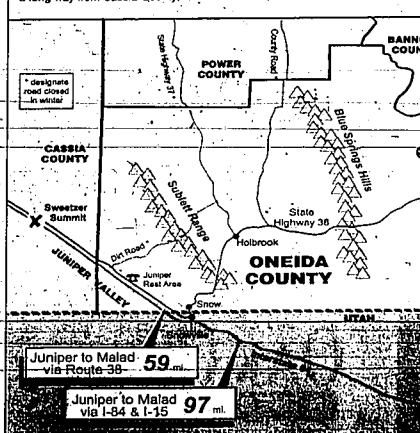 State Highway 37*
County Road
BANNO
COUN
POWER
COUNTY
* designate
road closed
in winter
CASSIA
COUNTY
Sweetzer
Summit
Sublett Range
Blue Springs Hills
State
Highway 38
Holbrook
Dirt Road
JUNIPER VALLEY
Juniper
Rest Area
ONEIDA
COUNTY
Snow
UTAH
Juniper to Malad
via Route 38
59 mi.
Juniper to Malad
via I-84 & I-15
97 mi.